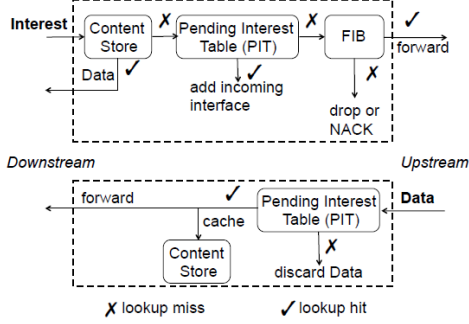 Interest
Content
Store
✗
Pending Interest
Table (PIT)
✗
FIB
✓
forward
Data
✓
✓
add incoming
interface
✗
drop or
NACK
Downstream
Upstream
forward
✓
cache
Pending Interest
Table (PIT)
Data
Content
Store
✗
discard Data
✗ lookup miss
✓ lookup hit